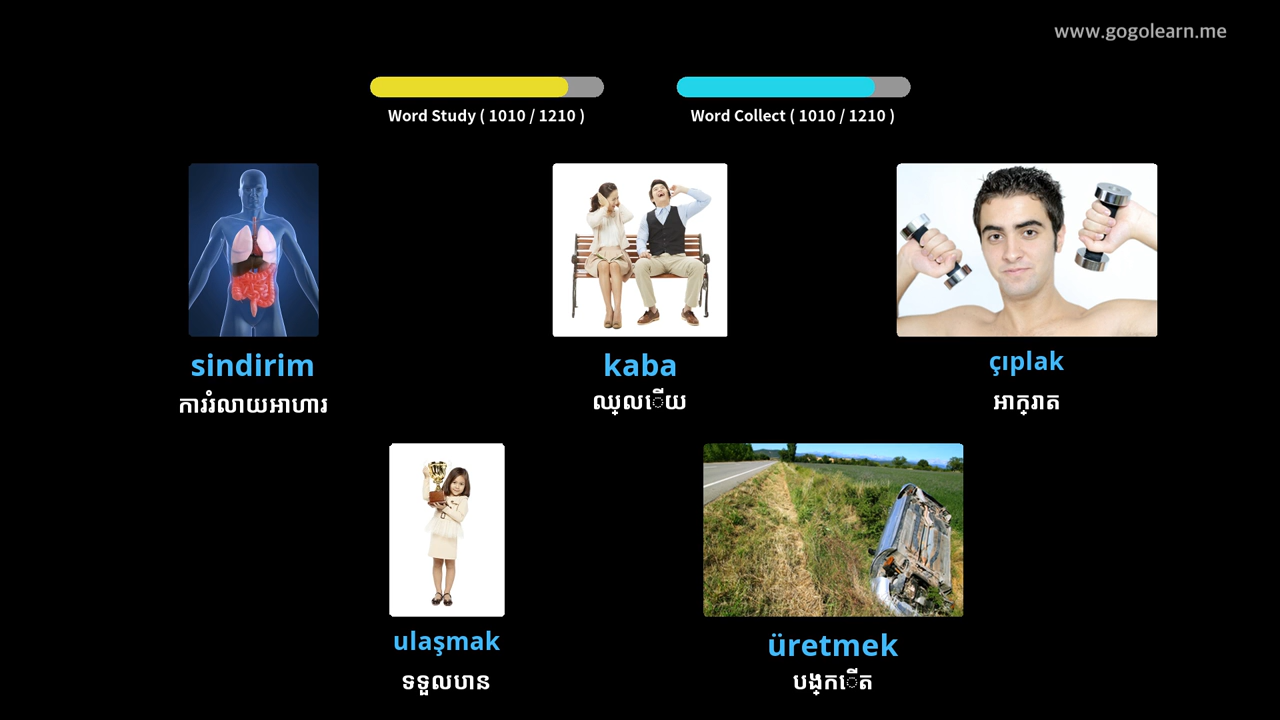 www.gogolearn.me
Word Study ( 1010 / 1210 )
Word Collect ( 1010 / 1210 )
sindirim
ការរំលាយអាហារ
kaba
ឈ្លើយ
çıplak
អាក្រាត
ulaşmak
ទទួលបាន
üretmek
បង្កើត